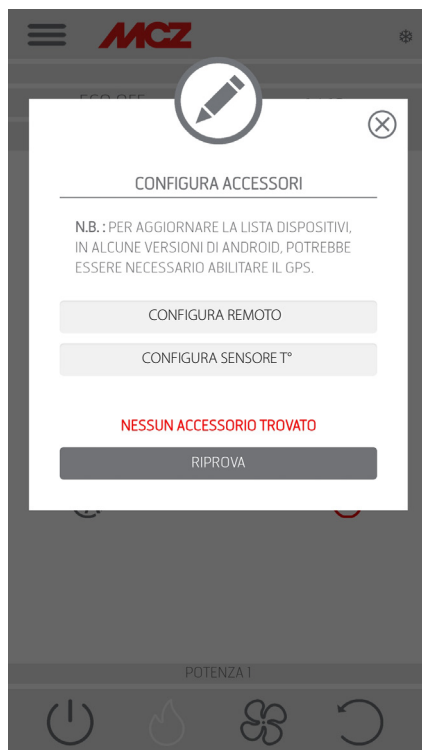 MCZ
CONFIGURA ACCESSORI
N.B. : PER AGGIORNARE LA LISTA DISPOSITIVI,
IN ALCUNE VERSIONI DI ANDROID, POTREBBE
ESSERE NECESSARIO ABILITARE IL GPS.
CONFIGURA REMOTO
CONFIGURA SENSORE T°
NESSUN ACCESSORIO TROVATO
RIPROVA
POTENZA 1